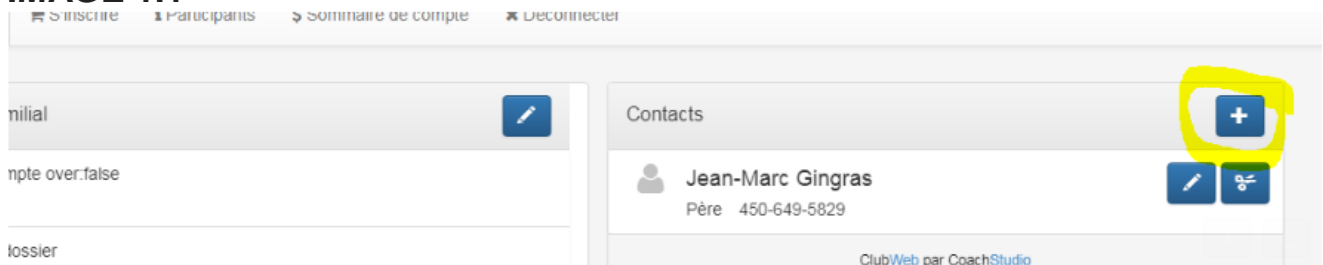 S'inscrire Participants $ Sommaire de compte Déconnecter
milial
Contacts
mpte over:false
Jean-Marc Gingras
Père 450-649-5829
dossier
ClubWeb par CoachStudio